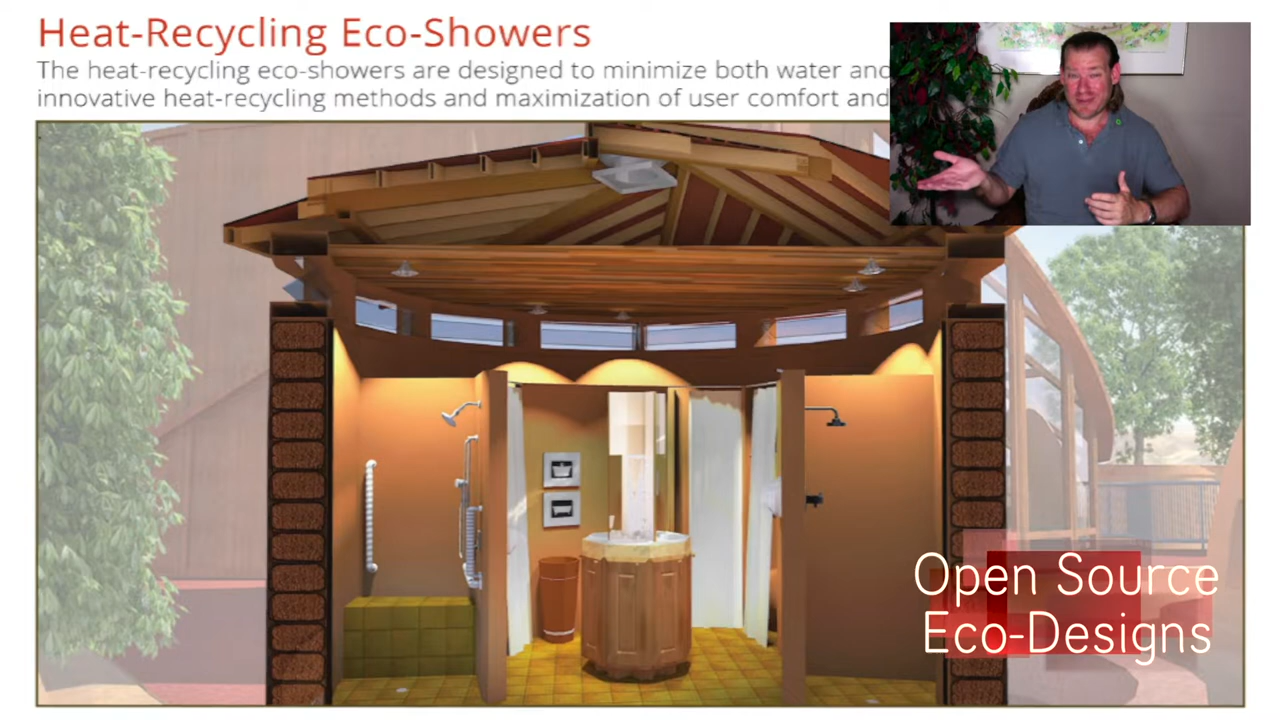 Heat-Recycling Eco-Showers
The heat-recycling eco-showers are designed to minimize both water and
innovative heat-recycling methods and maximization of user comfort and
Open Source
Eco-Designs